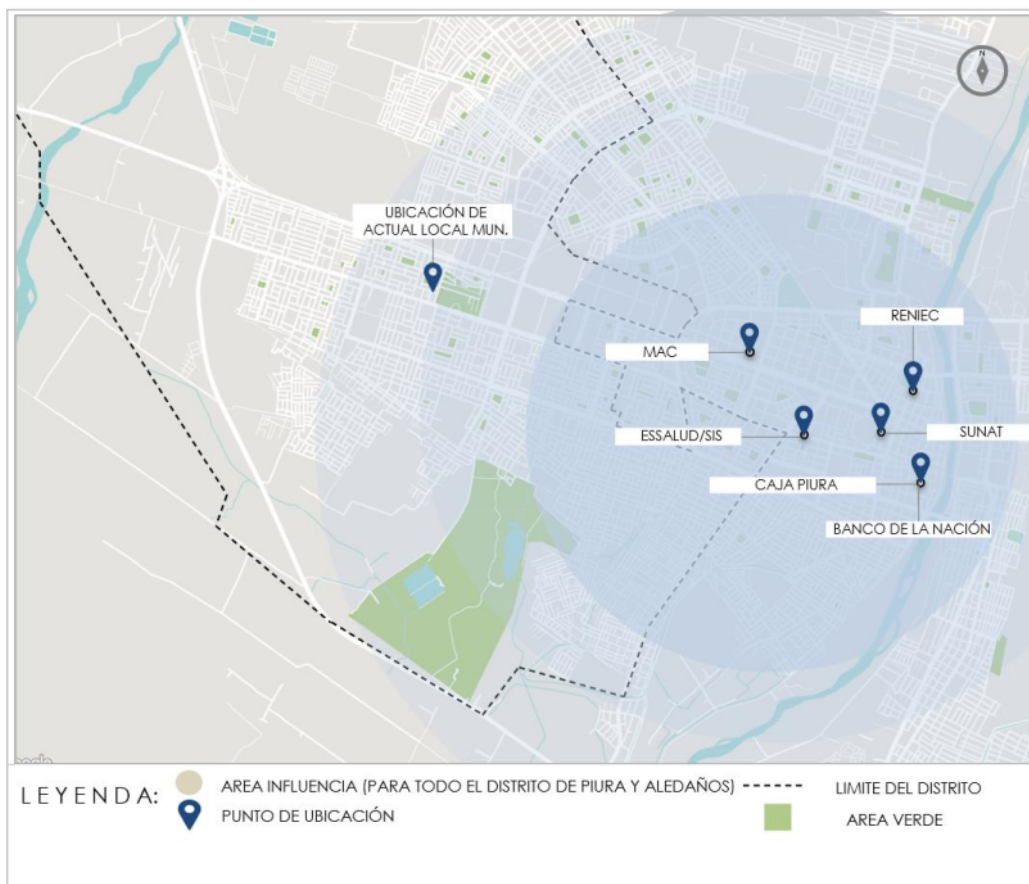 N
UBICACIÓN DE
ACTUAL LOCAL MUN.
RENIEC
MAC
ESSALUD/SIS
SUNAT
CAJA PIURA
BANCO DE LA NACIÓN
LEYENDA:
AREA INFLUENCIA (PARA TODO EL DISTRITO DE PIURA Y ALEDAÑOS)
LIMITE DEL DISTRITO
PUNTO DE UBICACIÓN
AREA VERDE